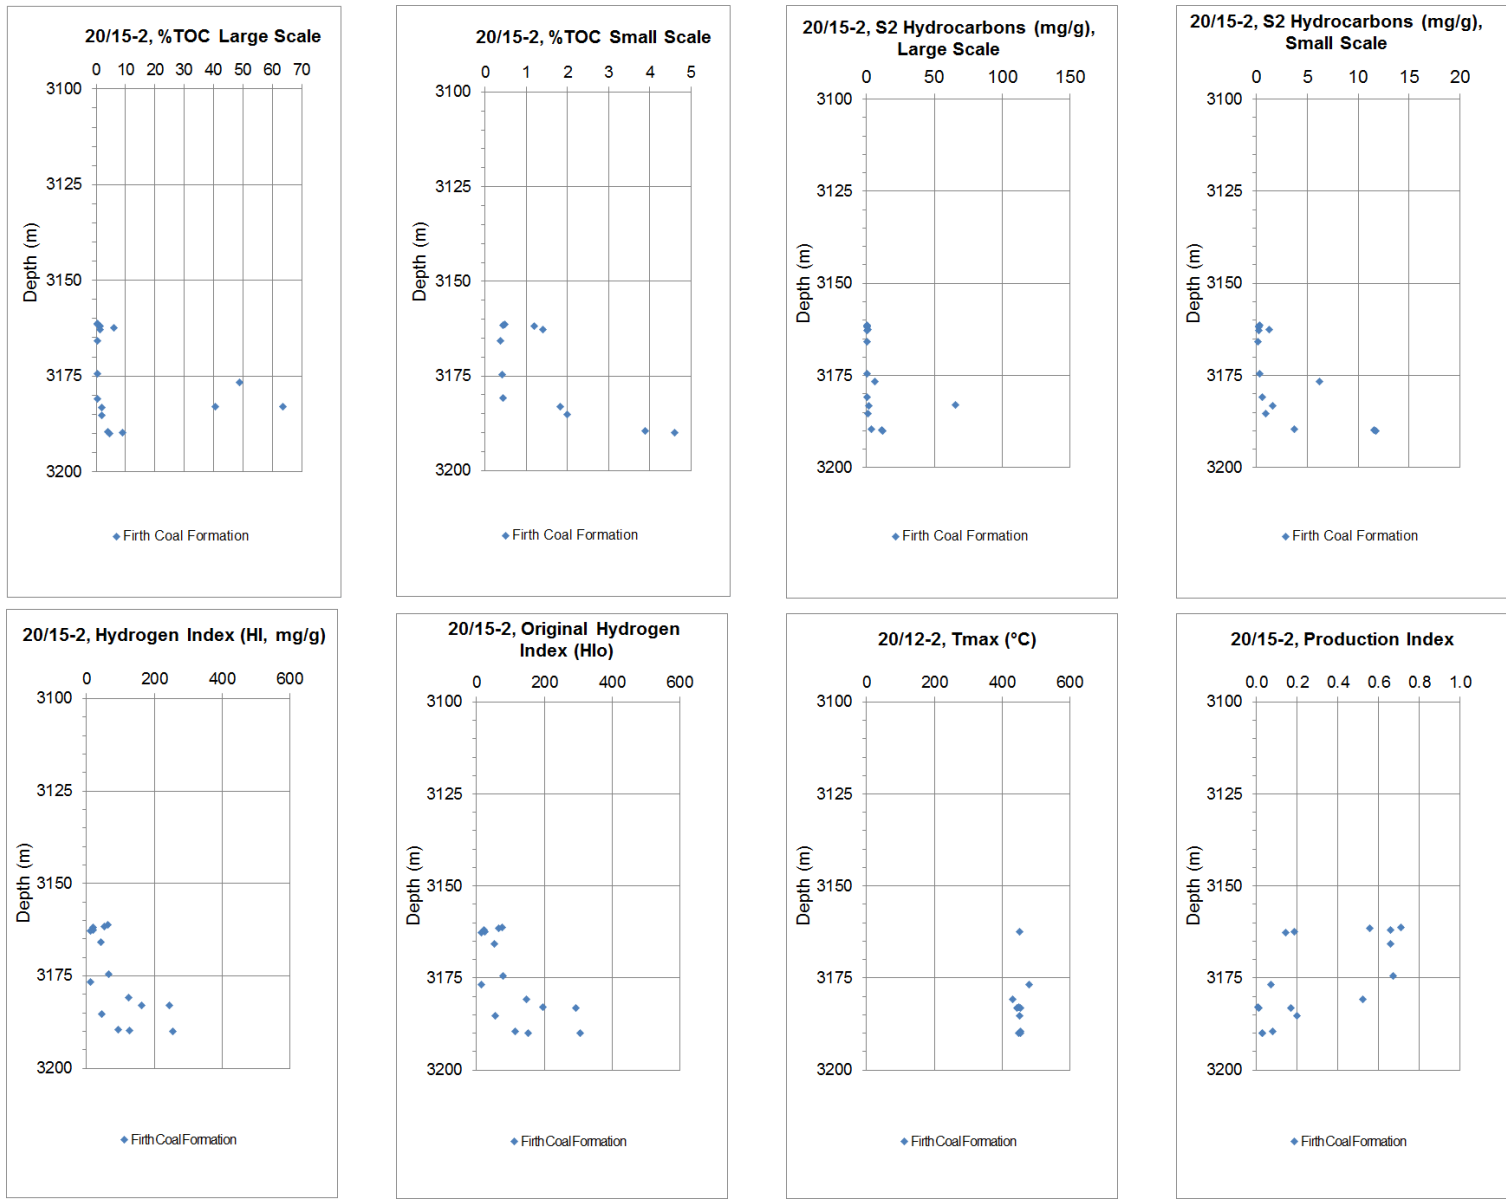 20/15-2, %TOC Large Scale
0 10 20 30 40 50 60 70
3100
3125
3150
3175
3200
Depth (m)
Firth Coal Formation
20/15-2, %TOC Small Scale
0 1 2 3 4 5
3100
3125
3150
3175
3200
Depth (m)
Firth Coal Formation
20/15-2, S2 Hydrocarbons (mg/g),
Large Scale
0 50 100 150
3100
3125
3150
3175
3200
Depth (m)
Firth Coal Formation
20/15-2, S2 Hydrocarbons (mg/g),
Small Scale
0 5 10 15 20
3100
3125
3150
3175
3200
Depth (m)
Firth Coal Formation
20/15-2, Hydrogen Index (HI, mg/g)
0 200 400 600
3100
3125
3150
3175
3200
Depth (m)
Firth Coal Formation
20/15-2, Original Hydrogen
Index (HIo)
0 200 400 600
3100
3125
3150
3175
3200
Depth (m)
Firth Coal Formation
20/12-2, Tmax (°C)
0 200 400 600
3100
3125
3150
3175
3200
Depth (m)
Firth Coal Formation
20/15-2, Production Index
0.0 0.2 0.4 0.6 0.8 1.0
3100
3125
3150
3175
3200
Depth (m)
Firth Coal Formation